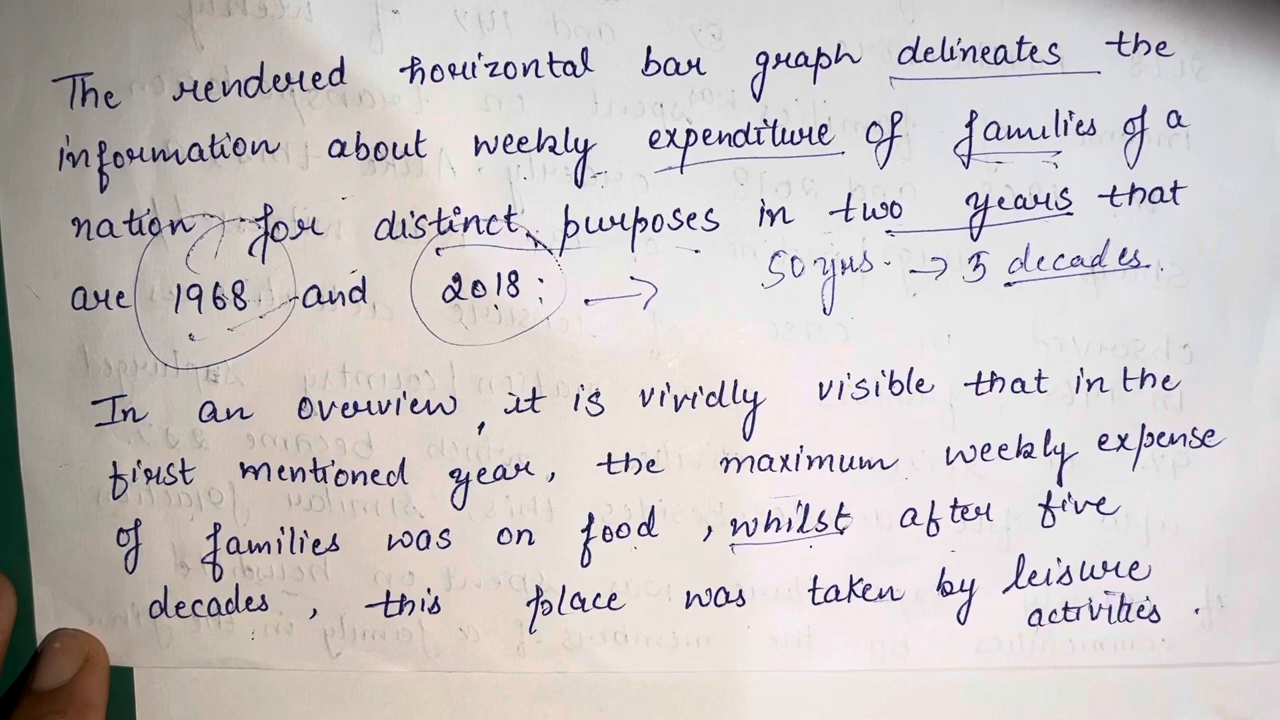 The rendered horizontal bar graph delineates the
information about weekly expenditure of families of a
nation for distinct purposes in two years that
are 1968 and 2018: → 50 yrs. → 5 decades.
In an overview, it is vividly visible that in the
first mentioned year, the maximum weekly expense
of families was on food, whilst after five
decades, this place was taken by leisure
activities.